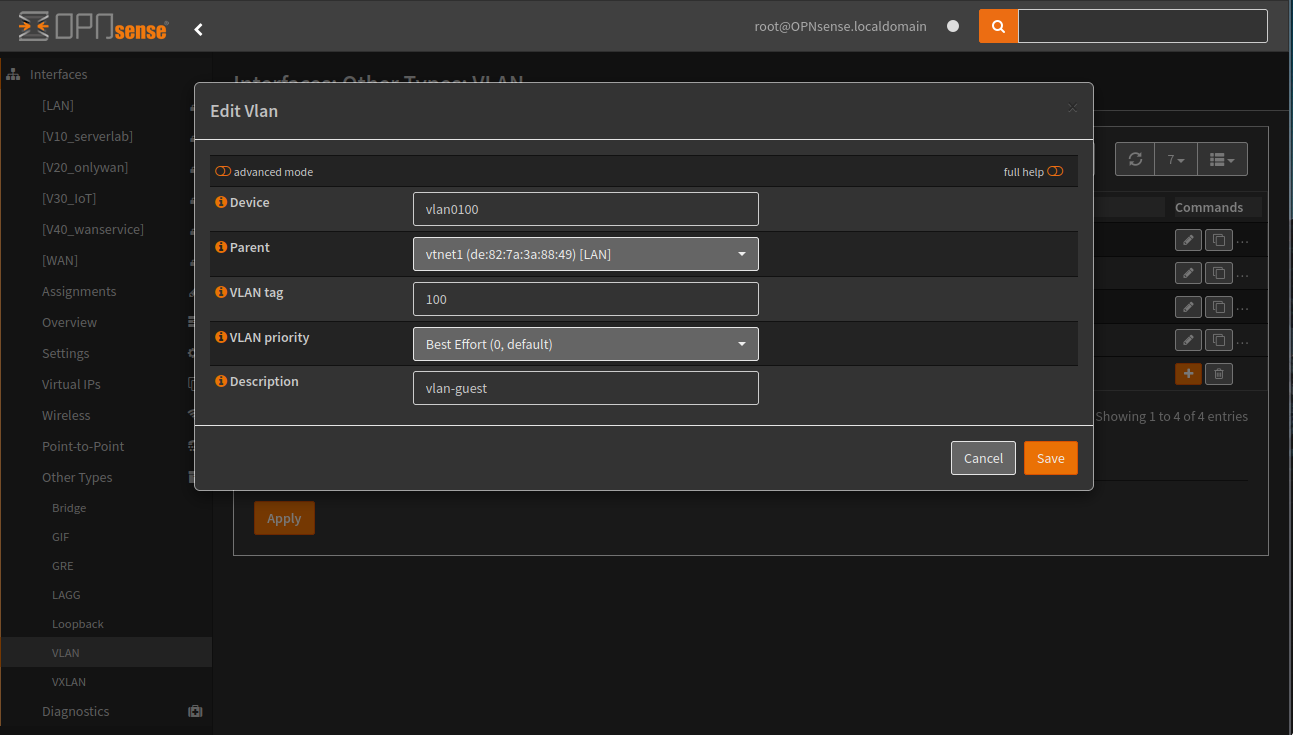 OPNsense®
root@OPNsense.localdomain
Interfaces
[LAN]
[V10_serverlab]
[V20_onlywan]
[V30_IoT]
[V40_wanservice]
[WAN]
Assignments
Overview
Settings
Virtual IPs
Wireless
Point-to-Point
Other Types
Bridge
GIF
GRE
LAGG
Loopback
VLAN
VXLAN
Diagnostics
Interfaces: Other Types: VLAN
Edit Vlan
×
advanced mode
full help
Device
vlan0100
Parent
vtnet1 (de:82:7a:3a:88:49) [LAN]
VLAN tag
100
VLAN priority
Best Effort (0, default)
Description
vlan-guest
Cancel
Save
7
Commands
...
...
...
...
Showing 1 to 4 of 4 entries
Apply